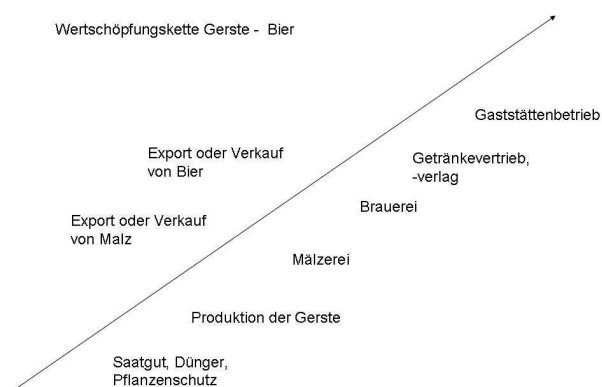 Wertschöpfungskette Gerste - Bier
Gaststättenbetrieb
Export oder Verkauf
von Bier
Getränkevertrieb,
-verlag
Brauerei
Export oder Verkauf
von Malz
Mälzerei
Produktion der Gerste
Saatgut, Dünger,
Pflanzenschutz